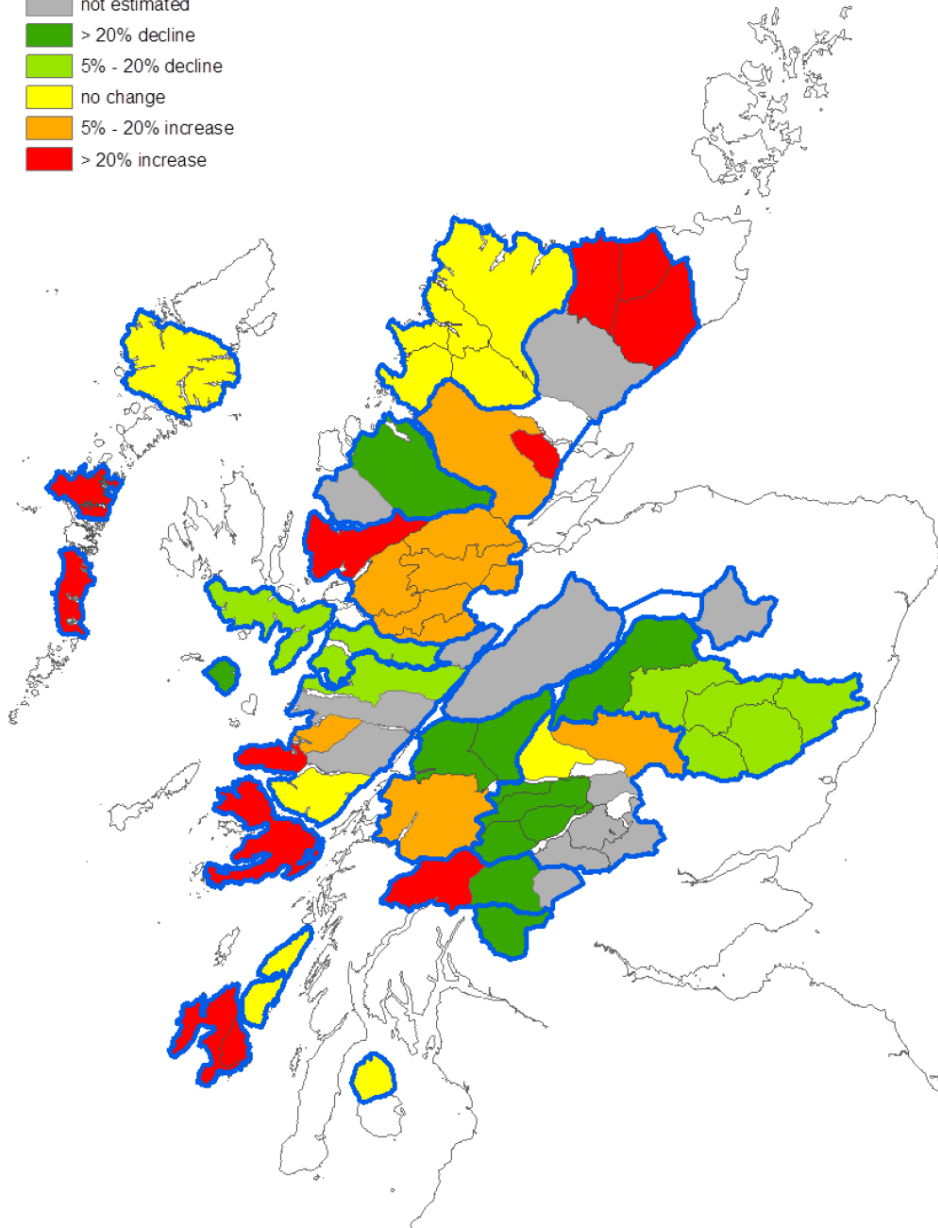 not estimated
> 20% decline
5% - 20% decline
no change
5% - 20% increase
> 20% increase